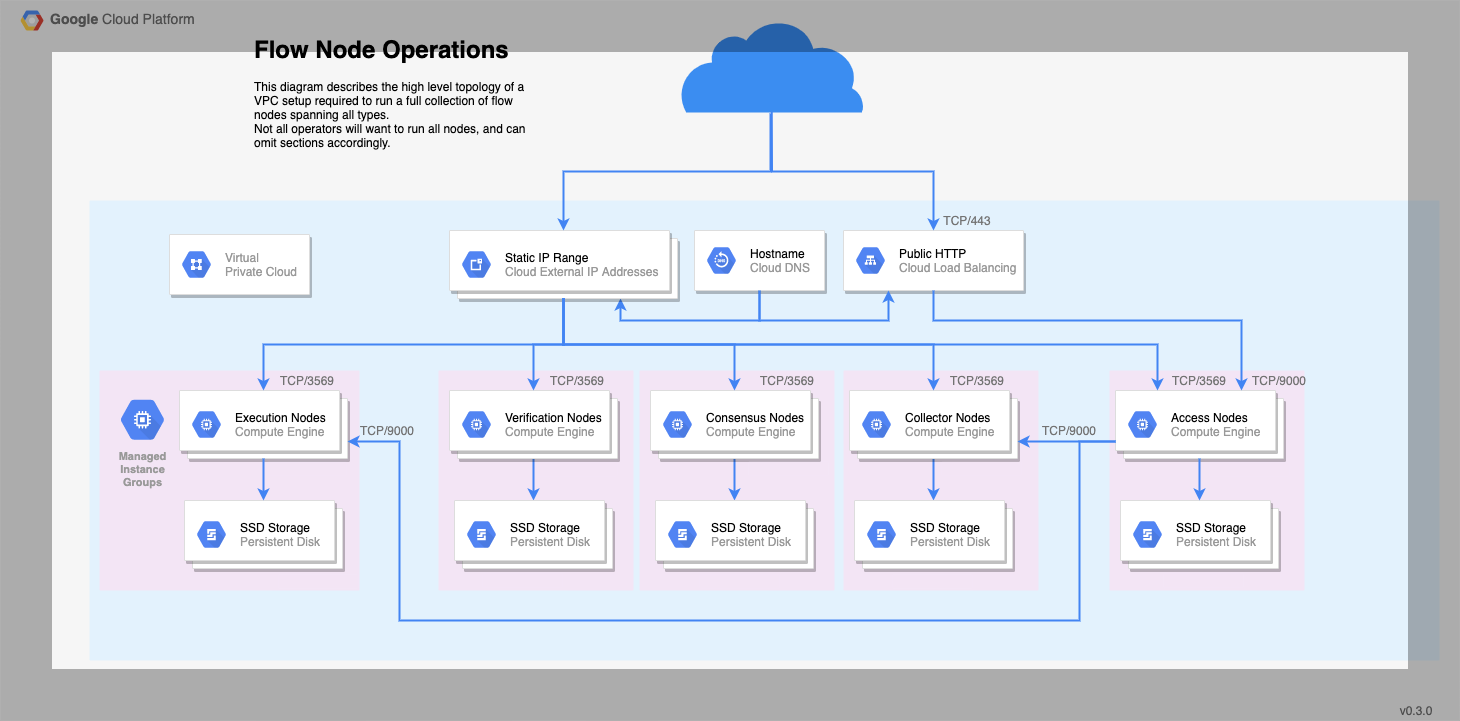 Google Cloud Platform
Flow Node Operations
This diagram describes the high level topology of a
VPC setup required to run a full collection of flow
nodes spanning all types.
Not all operators will want to run all nodes, and can
omit sections accordingly.
TCP/443
Virtual
Private Cloud
Static IP Range
Cloud External IP Addresses
Hostname
Cloud DNS
Public HTTP
Cloud Load Balancing
TCP/3569
TCP/3569
TCP/3569
TCP/3569
TCP/3569
TCP/9000
Managed
Instance
Groups
Execution Nodes
Compute Engine
TCP/9000
Verification Nodes
Compute Engine
Consensus Nodes
Compute Engine
Collector Nodes
Compute Engine
TCP/9000
Access Nodes
Compute Engine
SSD Storage
Persistent Disk
SSD Storage
Persistent Disk
SSD Storage
Persistent Disk
SSD Storage
Persistent Disk
SSD Storage
Persistent Disk
v0.3.0